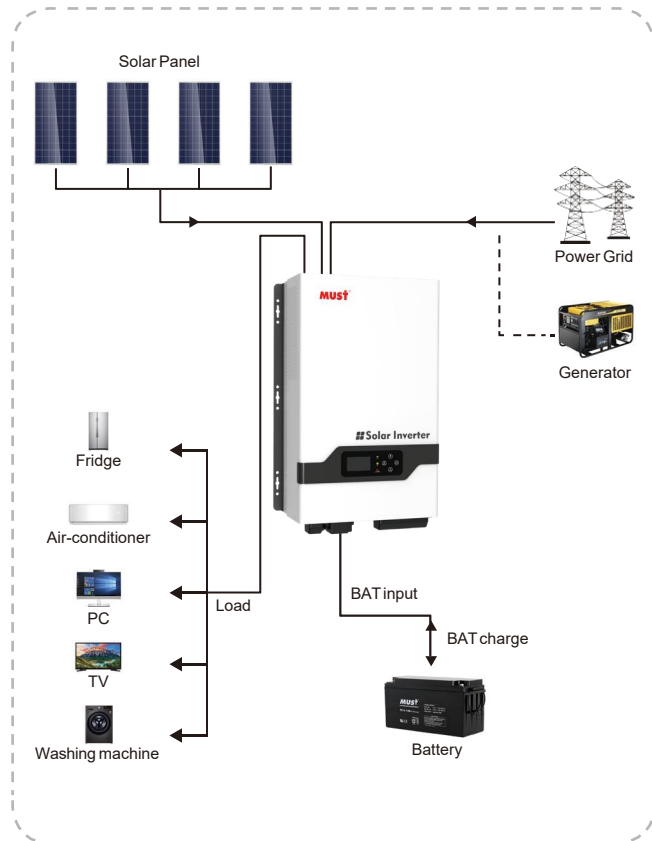 Solar Panel
Power Grid
Generator
MUST
Solar Inverter
Fridge
Air-conditioner
PC
TV
Washing machine
Load
BAT input
BAT charge
MUST
Battery